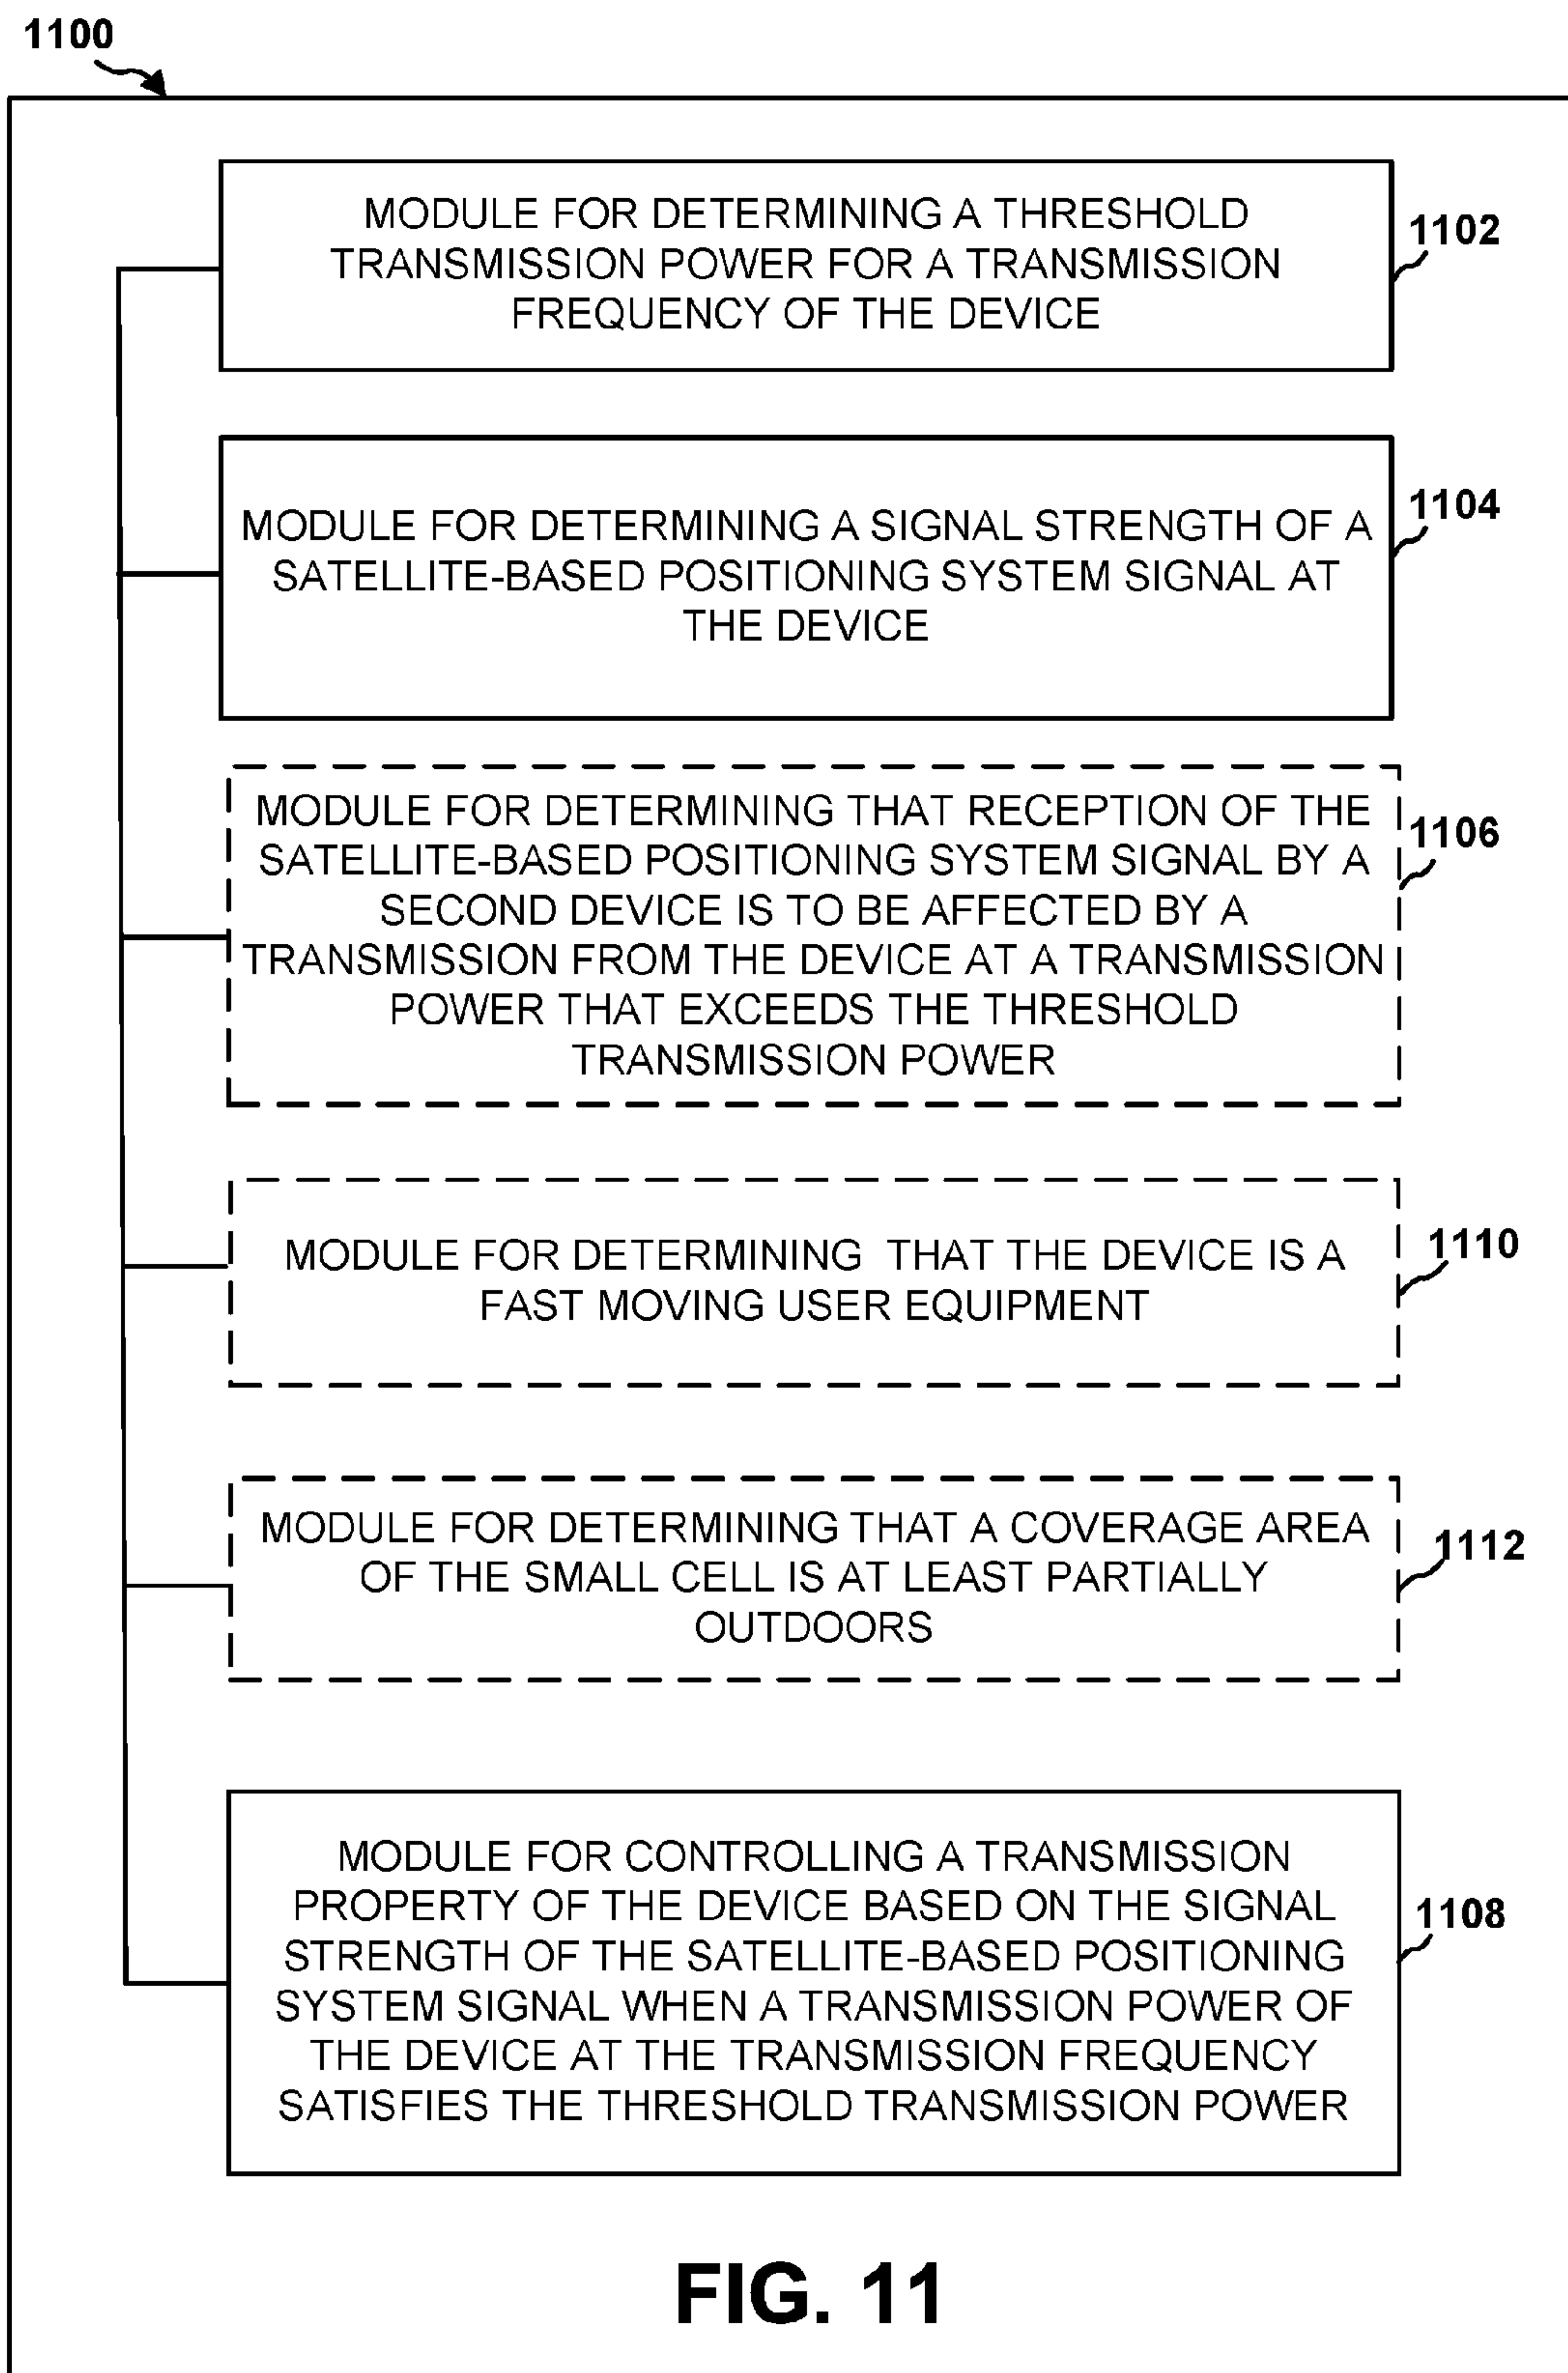 1100
MODULE FOR DETERMINING A THRESHOLD
TRANSMISSION POWER FOR A TRANSMISSION
FREQUENCY OF THE DEVICE
1102
MODULE FOR DETERMINING A SIGNAL STRENGTH OF A
SATELLITE-BASED POSITIONING SYSTEM SIGNAL AT
THE DEVICE
1104
MODULE FOR DETERMINING THAT RECEPTION OF THE
SATELLITE-BASED POSITIONING SYSTEM SIGNAL BY A
SECOND DEVICE IS TO BE AFFECTED BY A
TRANSMISSION FROM THE DEVICE AT A TRANSMISSION
POWER THAT EXCEEDS THE THRESHOLD
TRANSMISSION POWER
1106
MODULE FOR DETERMINING THAT THE DEVICE IS A
FAST MOVING USER EQUIPMENT
1110
MODULE FOR DETERMINING THAT A COVERAGE AREA
OF THE SMALL CELL IS AT LEAST PARTIALLY
OUTDOORS
1112
MODULE FOR CONTROLLING A TRANSMISSION
PROPERTY OF THE DEVICE BASED ON THE SIGNAL
STRENGTH OF THE SATELLITE-BASED POSITIONING
SYSTEM SIGNAL WHEN A TRANSMISSION POWER OF
THE DEVICE AT THE TRANSMISSION FREQUENCY
SATISFIES THE THRESHOLD TRANSMISSION POWER
1108
FIG. 11